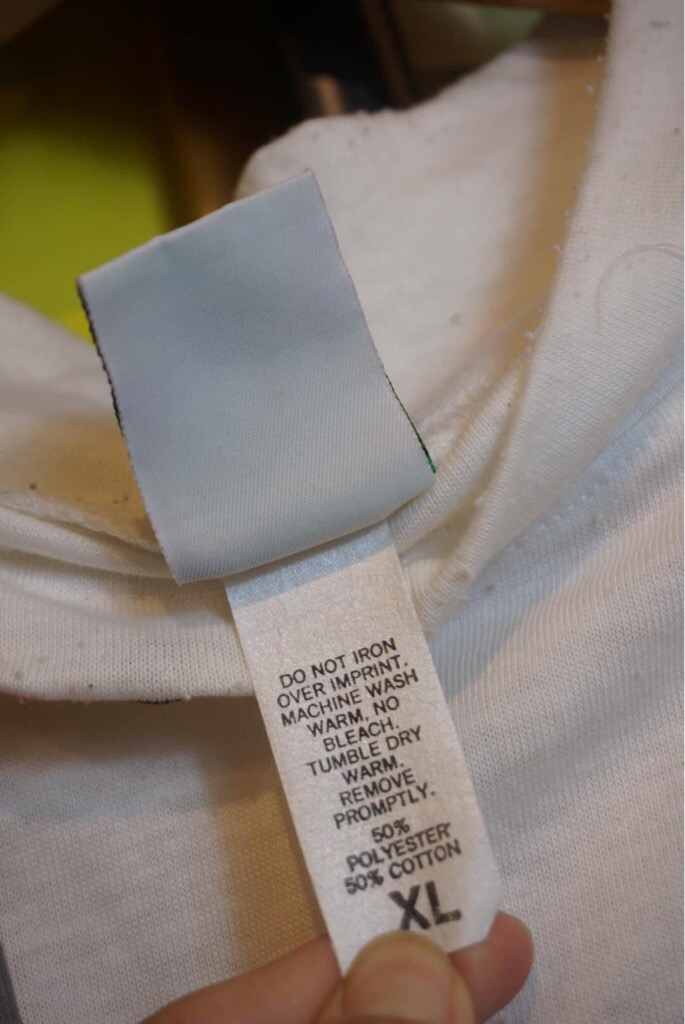 DO NOT IRON
OVER IMPRINT.
MACHINE WASH
WARM, NO
BLEACH.
TUMBLE DRY
WARM.
REMOVE
PROMPTLY.
50%
POLYESTER
50% COTTON
XL